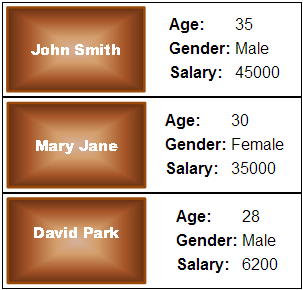 John Smith
Age: 35
Gender: Male
Salary: 45000
Mary Jane
Age: 30
Gender: Female
Salary: 35000
David Park
Age: 28
Gender: Male
Salary: 6200